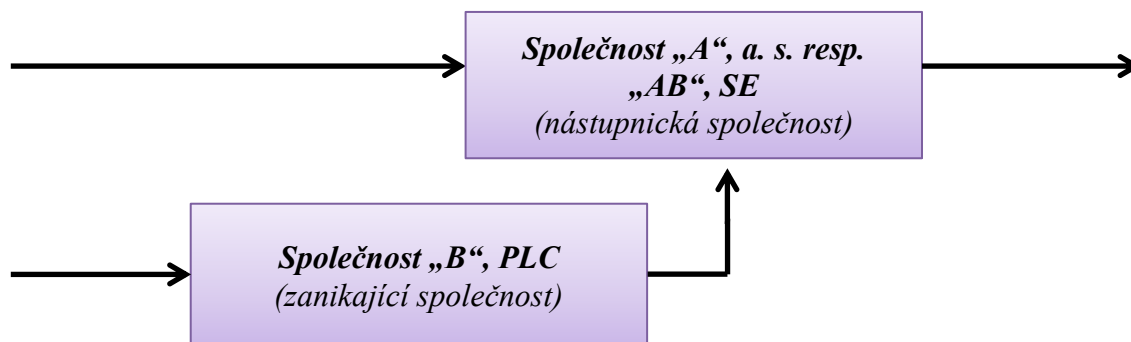 Společnost „A“, a. s. resp.
„AB“, SE
(nástupnická společnost)
Společnost „B“, PLC
(zanikající společnost)